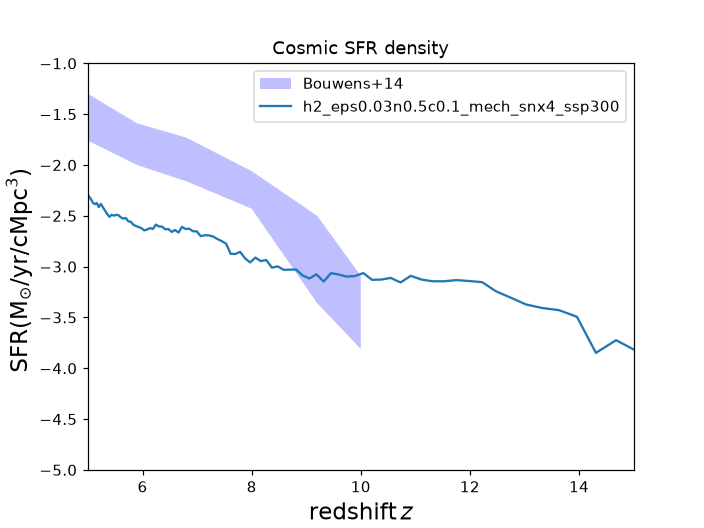 Cosmic SFR density
Bouwens+14
h2_eps0.03n0.5c0.1_mech_snx4_ssp300
SFR(M⊙/yr/cMpc³)
−1.0
−1.5
−2.0
−2.5
−3.0
−3.5
−4.0
−4.5
−5.0
6 8 10 12 14
redshift z